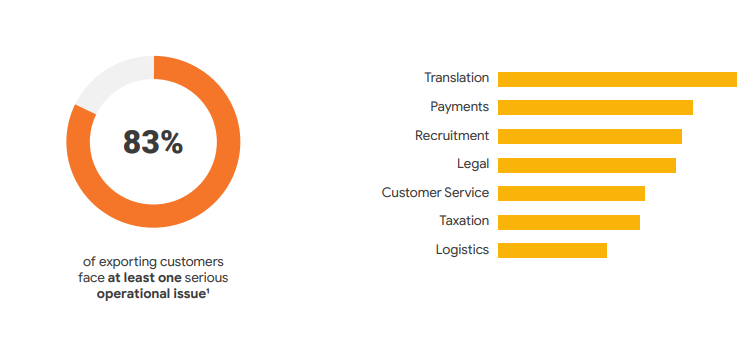 83%
of exporting customers
face at least one serious
operational issue¹
Translation
Payments
Recruitment
Legal
Customer Service
Taxation
Logistics